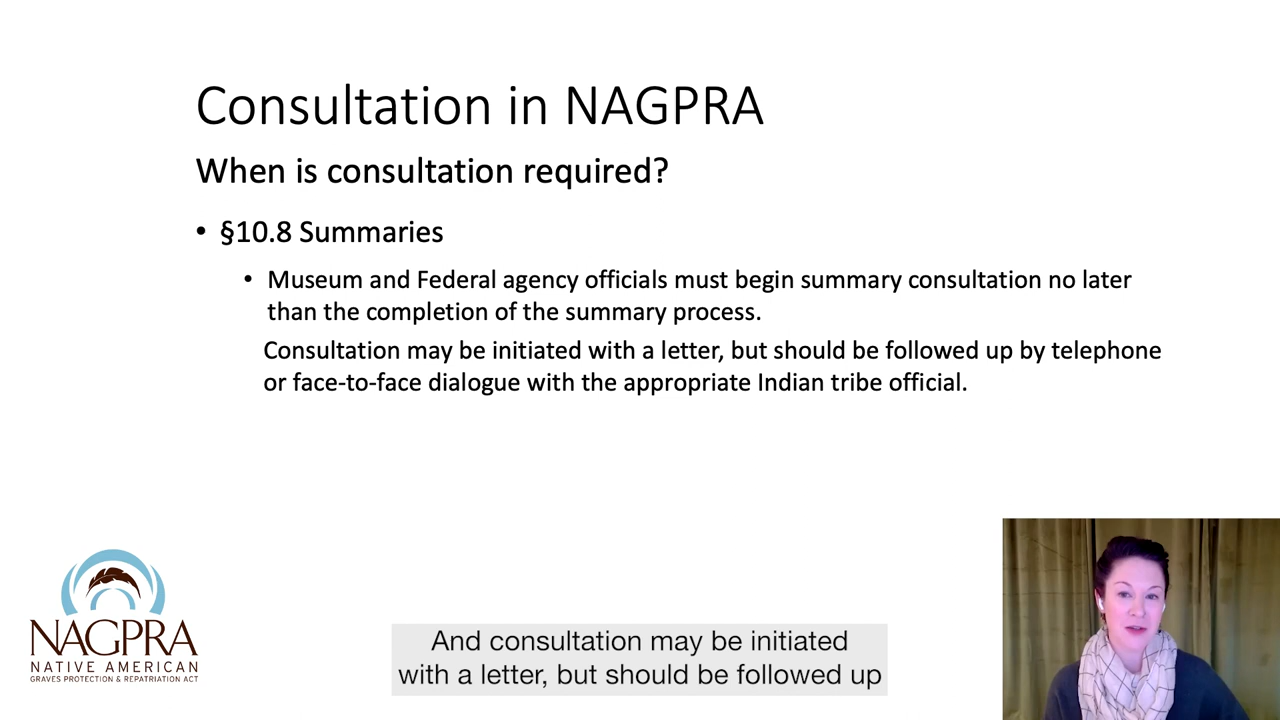 Consultation in NAGPRA
When is consultation required?
• §10.8 Summaries
• Museum and Federal agency officials must begin summary consultation no later
than the completion of the summary process.
Consultation may be initiated with a letter, but should be followed up by telephone
or face-to-face dialogue with the appropriate Indian tribe official.
NAGPRA
NATIVE AMERICAN
GRAVES PROTECTION & REPATRIATION ACT
And consultation may be initiated
with a letter, but should be followed up